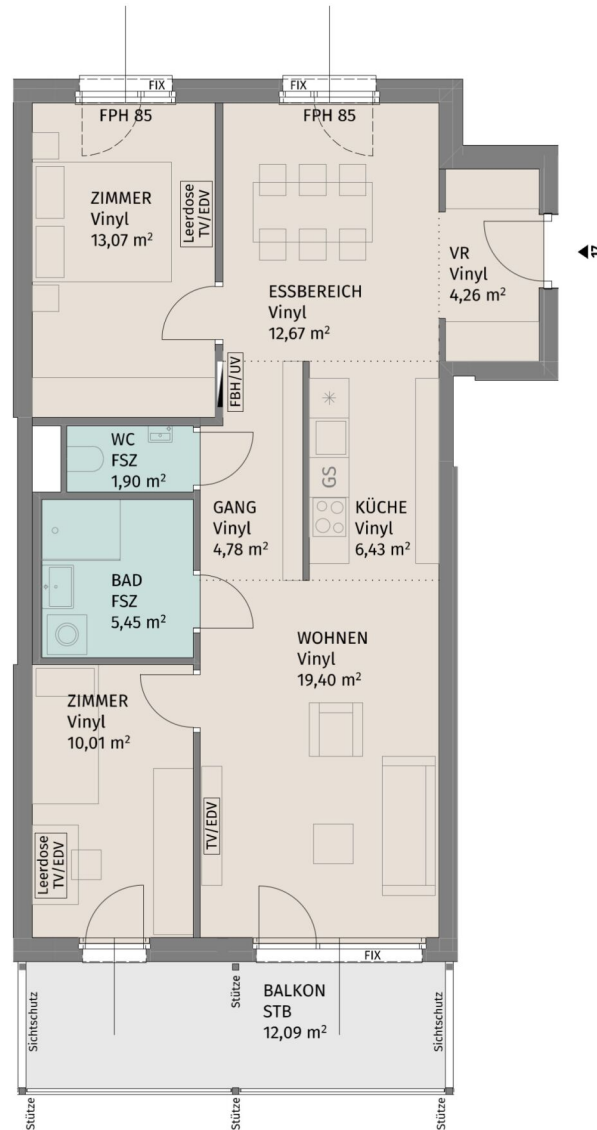 FIX
FIX
FPH 85
FPH 85
ZIMMER
Vinyl
13,07 m²
Leerdose
TV/EDV
ESSBEREICH
Vinyl
12,67 m²
VR
Vinyl
4,26 m²
17
FBH/UV
WC
FSZ
1,90 m²
GS
GANG
Vinyl
4,78 m²
KÜCHE
Vinyl
6,43 m²
BAD
FSZ
5,45 m²
WOHNEN
Vinyl
19,40 m²
ZIMMER
Vinyl
10,01 m²
Leerdose
TV/EDV
TV/EDV
FIX
BALKON
STB
12,09 m²
Sichtschutz
Stütze
Sichtschutz
Stütze
Stütze
Stütze